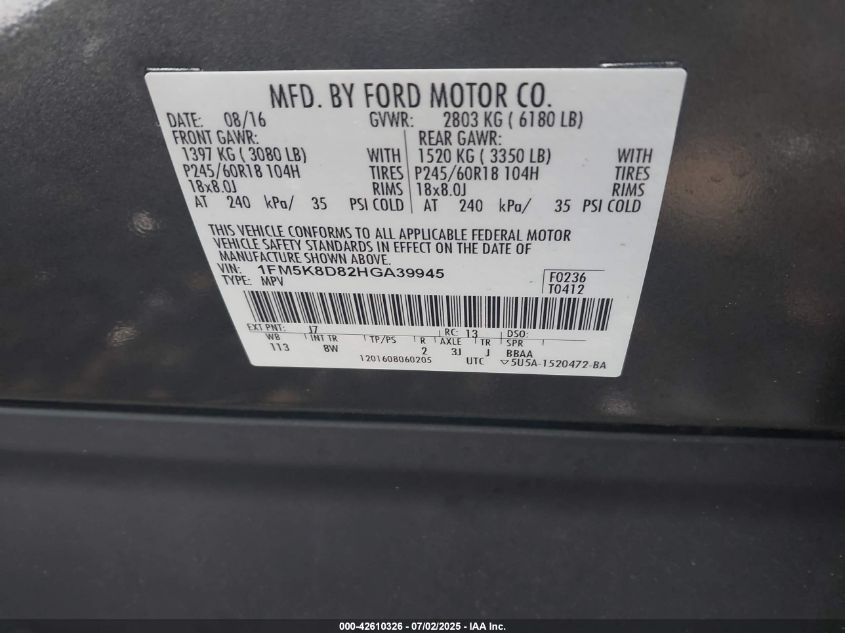 MFD. BY FORD MOTOR CO.
DATE: 08/16 GVWR: 2803 KG ( 6180 LB)
FRONT GAWR: REAR GAWR:
1397 KG ( 3080 LB) WITH 1520 KG ( 3350 LB) WITH
P245/60R18 104H TIRES P245/60R18 104H TIRES
18x8.0J RIMS 18x8.0J RIMS
AT 240 kPa/ 35 PSI COLD AT 240 kPa/ 35 PSI COLD
THIS VEHICLE CONFORMS TO ALL APPLICABLE FEDERAL MOTOR
VEHICLE SAFETY STANDARDS IN EFFECT ON THE DATE OF
MANUFACTURE SHOWN ABOVE.
VIN: 1FM5K8D82HGA39945 F0236
TYPE: MPV T0412
EXT PNT: J7 RC: 13 DSO:
WB INT TR TP/PS R AXLE TR SPR
113 8W 2 3J J BBAA
1201608060205 UTC ▽5U5A-1520472-BA
000-42610326 - 07/02/2025 - IAA Inc.